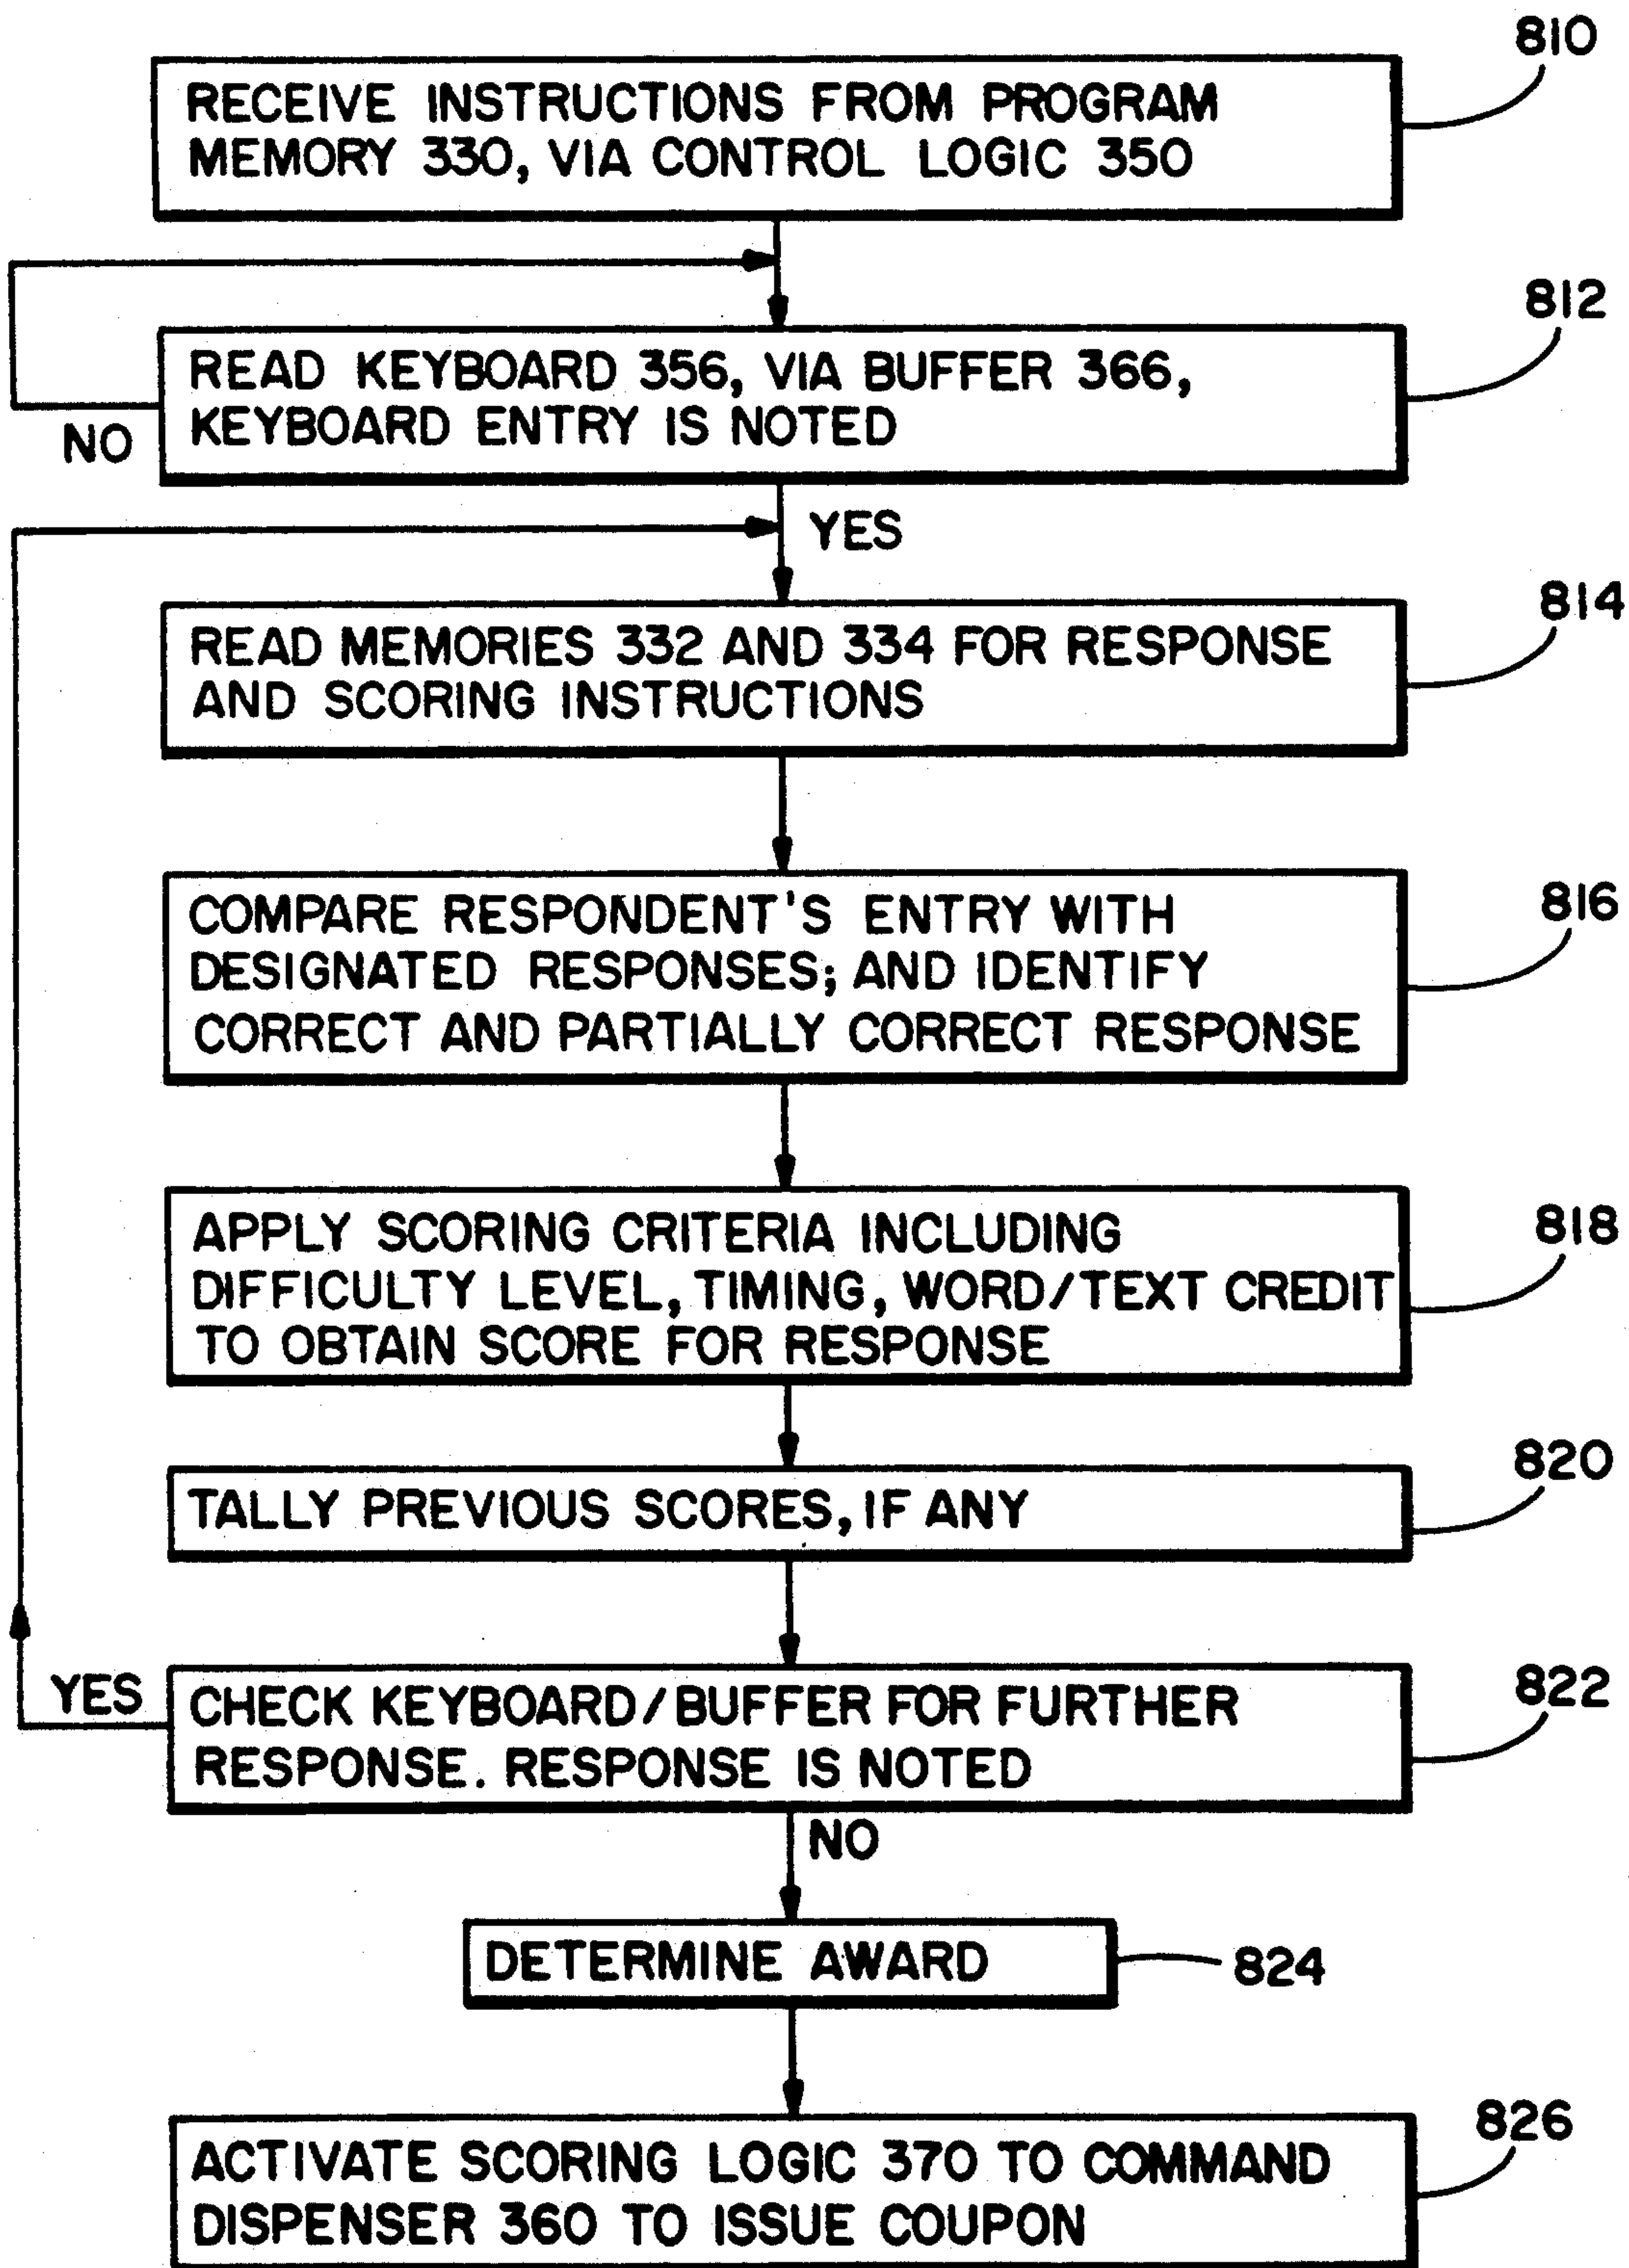 810
RECEIVE INSTRUCTIONS FROM PROGRAM
MEMORY 330, VIA CONTROL LOGIC 350
812
READ KEYBOARD 356, VIA BUFFER 366,
KEYBOARD ENTRY IS NOTED
NO
YES
814
READ MEMORIES 332 AND 334 FOR RESPONSE
AND SCORING INSTRUCTIONS
816
COMPARE RESPONDENT'S ENTRY WITH
DESIGNATED RESPONSES; AND IDENTIFY
CORRECT AND PARTIALLY CORRECT RESPONSE
818
APPLY SCORING CRITERIA INCLUDING
DIFFICULTY LEVEL, TIMING, WORD/TEXT CREDIT
TO OBTAIN SCORE FOR RESPONSE
820
TALLY PREVIOUS SCORES, IF ANY
822
YES
CHECK KEYBOARD/BUFFER FOR FURTHER
RESPONSE. RESPONSE IS NOTED
NO
DETERMINE AWARD
824
826
ACTIVATE SCORING LOGIC 370 TO COMMAND
DISPENSER 360 TO ISSUE COUPON